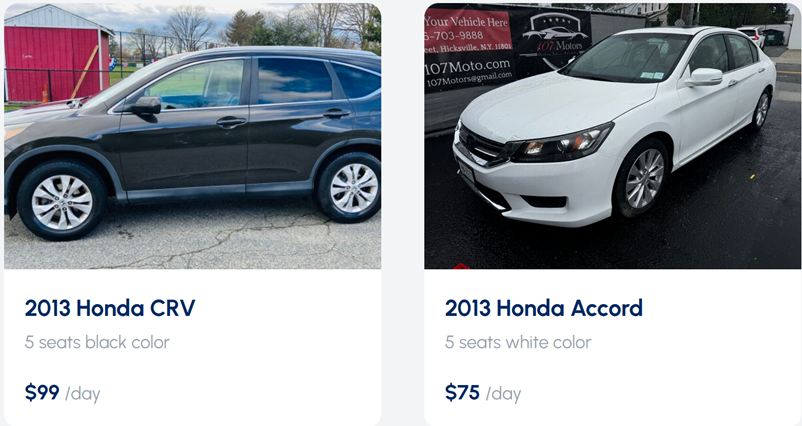 Your Vehicle Here
5-703-9888
eet, Hicksville, N.Y. 11801
107 Motors
107Moto.com
107Motors@gmail.com
2013 Honda CRV
5 seats black color
$99 /day
2013 Honda Accord
5 seats white color
$75 /day